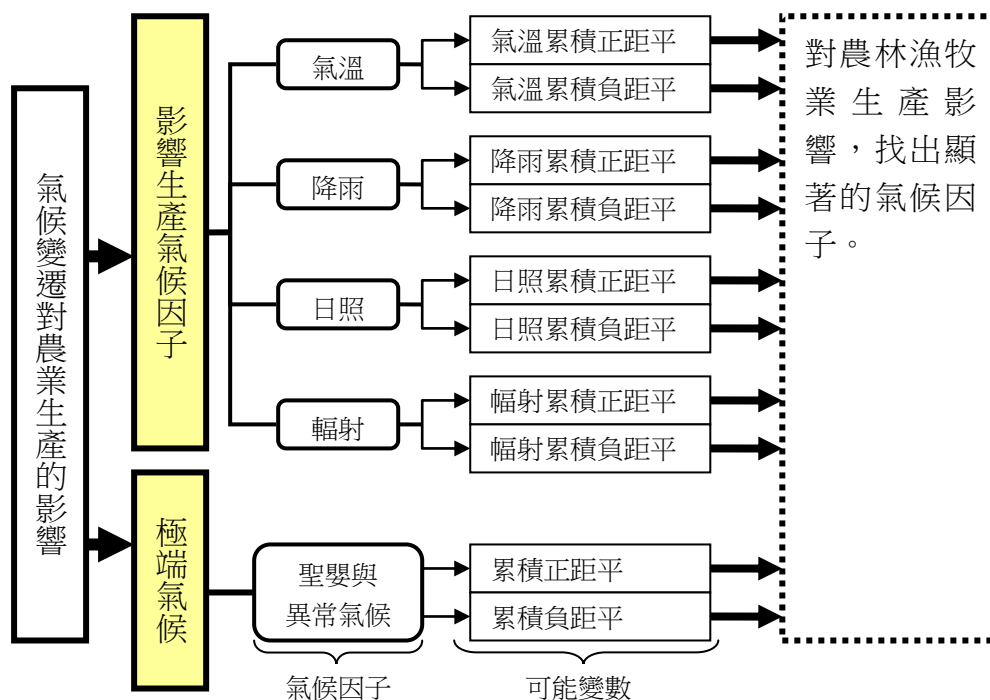 氣候變遷對農業生產的影響
影響生產氣候因子
氣溫
氣溫累積正距平
氣溫累積負距平
降雨
降雨累積正距平
降雨累積負距平
日照
日照累積正距平
日照累積負距平
輻射
幅射累積正距平
幅射累積負距平
極端氣候
聖嬰與
異常氣候
累積正距平
累積負距平
氣候因子
可能變數
對農林漁牧
業生產影
響，找出顯
著的氣候因
子。